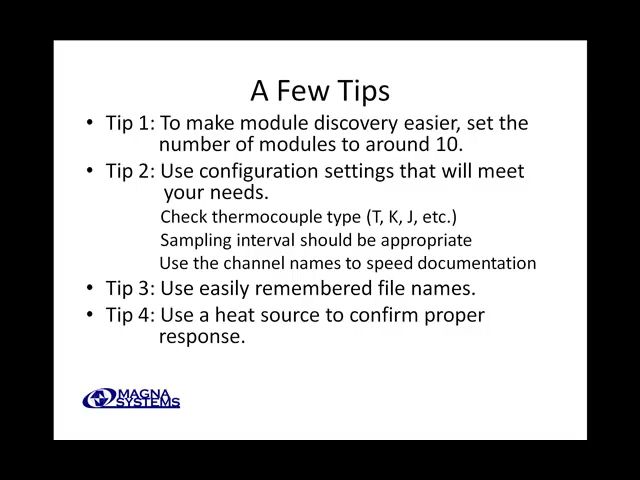 A Few Tips
• Tip 1: To make module discovery easier, set the
number of modules to around 10.
• Tip 2: Use configuration settings that will meet
your needs.
Check thermocouple type (T, K, J, etc.)
Sampling interval should be appropriate
Use the channel names to speed documentation
• Tip 3: Use easily remembered file names.
• Tip 4: Use a heat source to confirm proper
response.
MAGNA
SYSTEMS